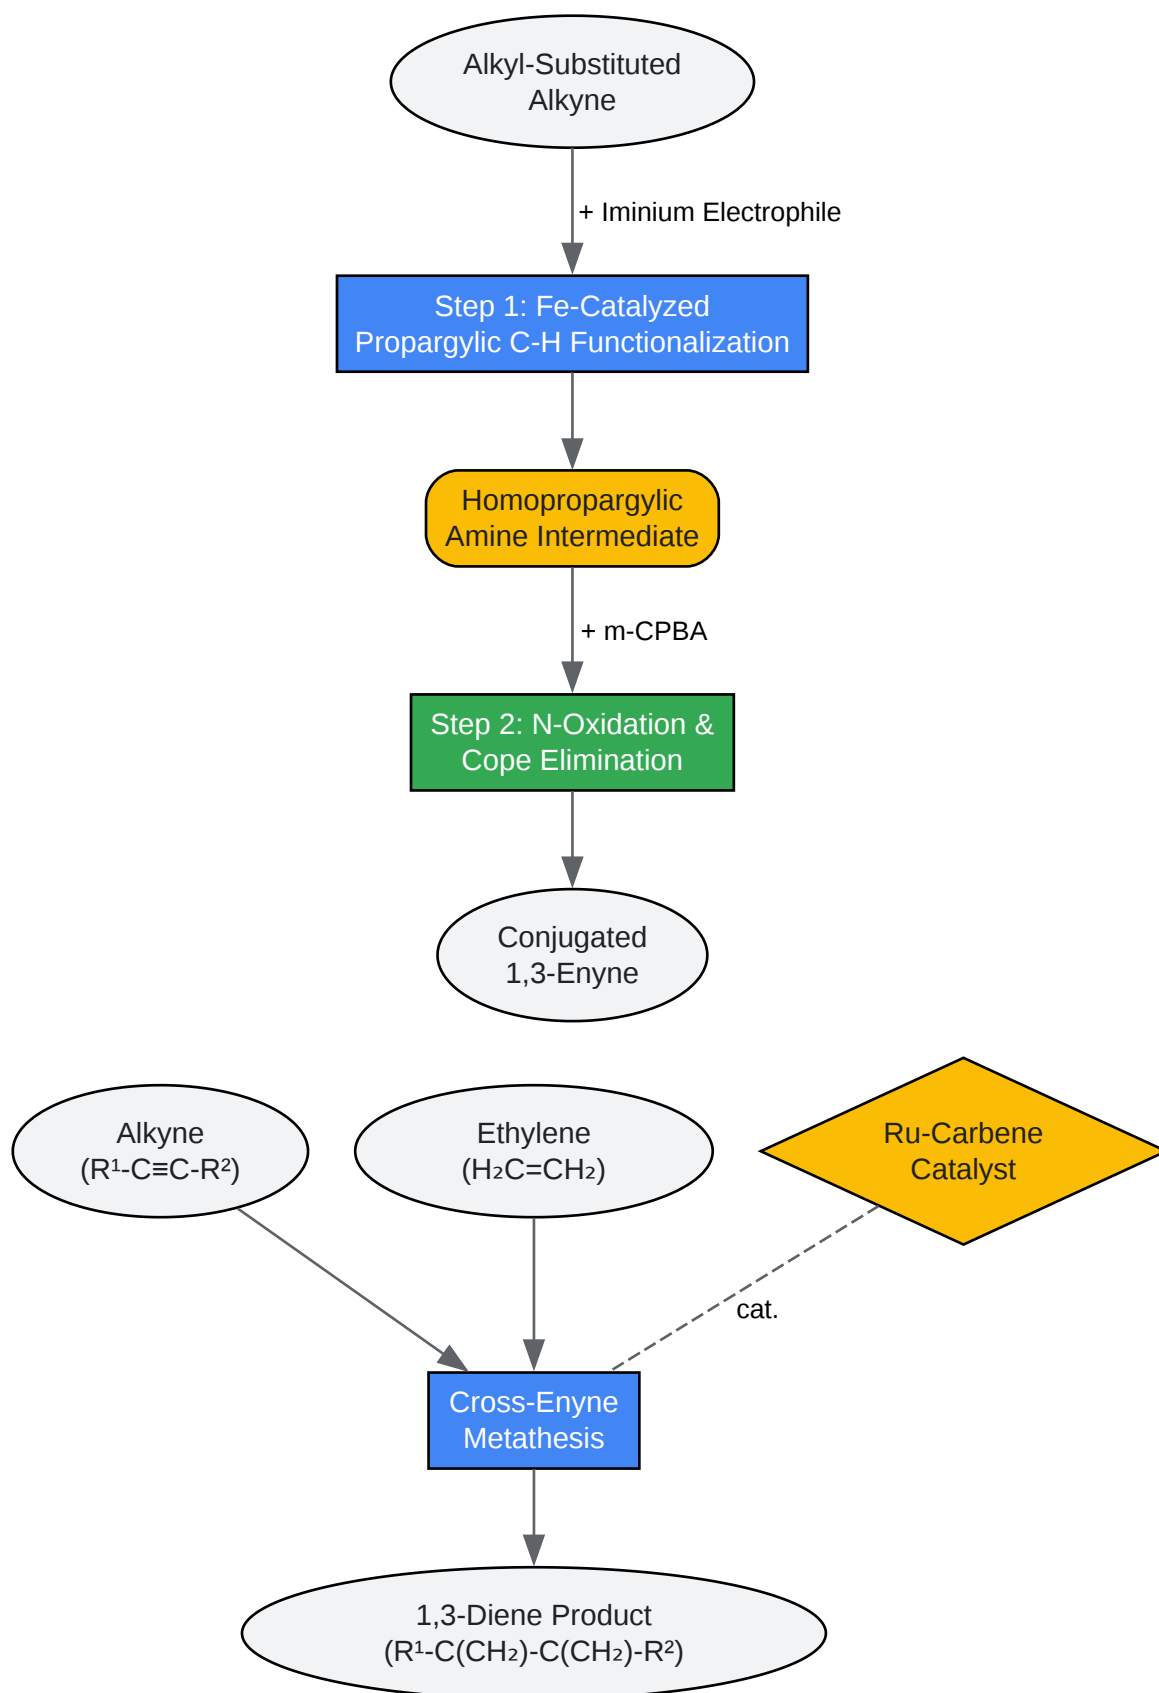 Alkyl-Substituted
Alkyne
+ Iminium Electrophile
Step 1: Fe-Catalyzed
Propargylic C-H Functionalization
Homopropargylic
Amine Intermediate
+ m-CPBA
Step 2: N-Oxidation &
Cope Elimination
Conjugated
1,3-Enyne
Alkyne
(R¹-C≡C-R²)
Ethylene
(H₂C=CH₂)
Ru-Carbene
Catalyst
cat.
Cross-Enyne
Metathesis
1,3-Diene Product
(R¹-C(CH₂)-C(CH₂)-R²)